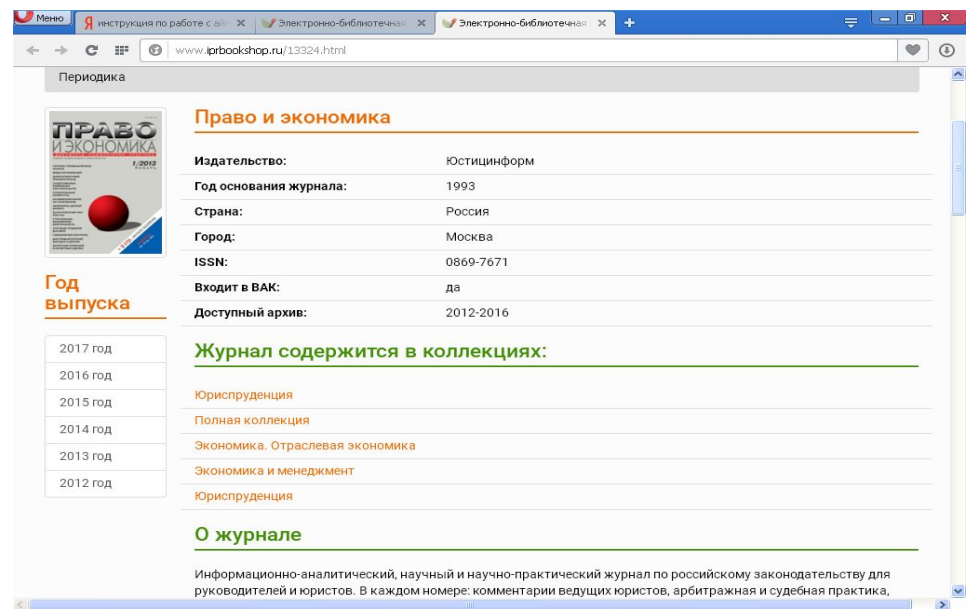 Меню
инструкция по работе с
Электронно-библиотечная
Электронно-библиотечная
www.iprbookshop.ru/13324.html
Периодика
ПРАВО
И ЭКОНОМИКА
1/2013
Право и экономика
Издательство: Юстицинформ
Год основания журнала: 1993
Страна: Россия
Город: Москва
ISSN: 0869-7671
Входит в ВАК: да
Доступный архив: 2012-2016
Год
выпуска
2017 год
2016 год
2015 год
2014 год
2013 год
2012 год
Журнал содержится в коллекциях:
Юриспруденция
Полная коллекция
Экономика. Отраслевая экономика
Экономика и менеджмент
Юриспруденция
О журнале
Информационно-аналитический, научный и научно-практический журнал по российскому законодательству для
руководителей и юристов. В каждом номере: комментарии ведущих юристов, арбитражная и судебная практика,